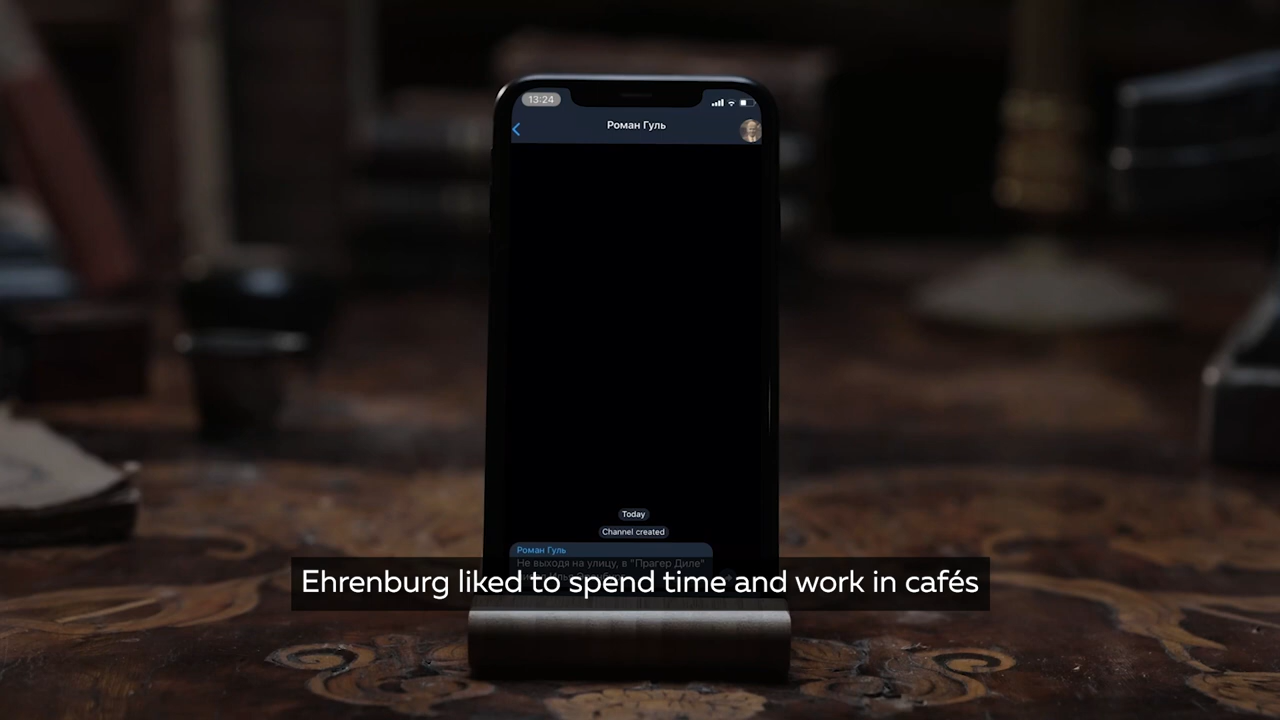 13:24
Роман Гуль
Today
Channel created
Роман Гуль
Не выходя на улицу, в "Прагер Диле"
Ehrenburg liked to spend time and work in cafés